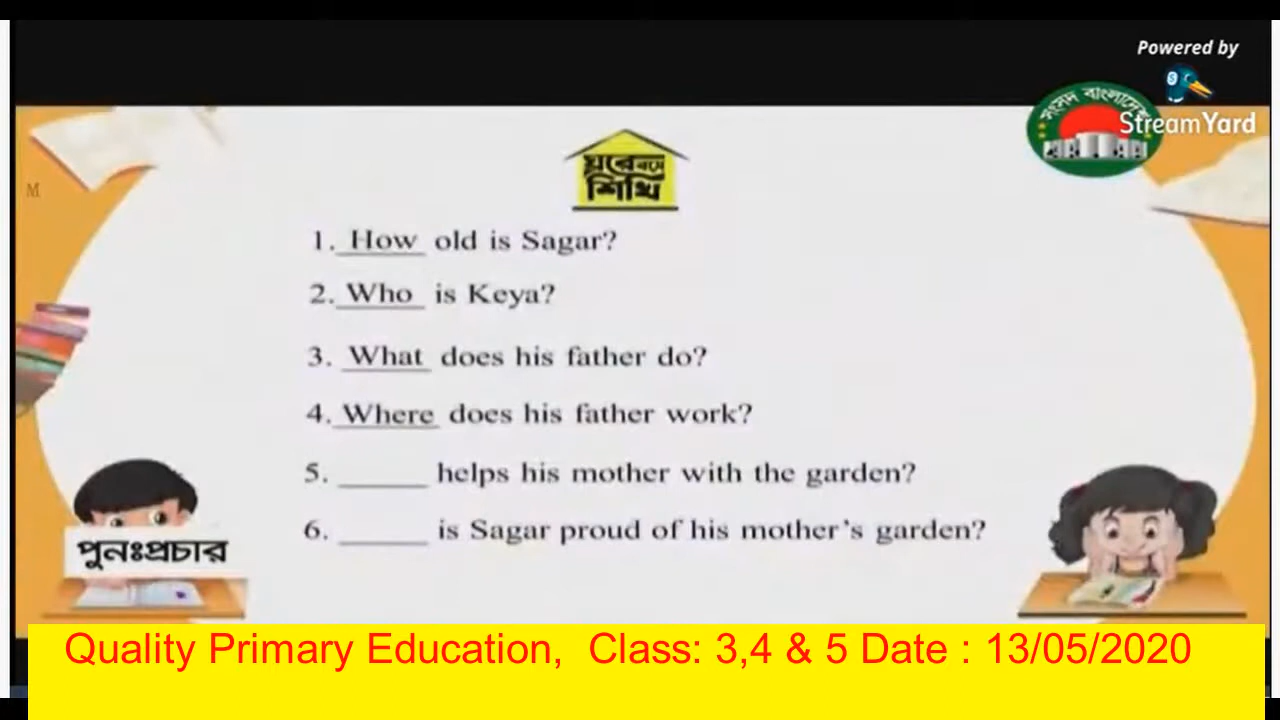 Powered by
StreamYard
সংসদ বাংলাদেশ
ঘরে বসে
শিখি
M
1. How old is Sagar?
2. Who is Keya?
3. What does his father do?
4. Where does his father work?
5. ______ helps his mother with the garden?
6. ______ is Sagar proud of his mother's garden?
পুনঃপ্রচার
Quality Primary Education, Class: 3,4 & 5 Date : 13/05/2020